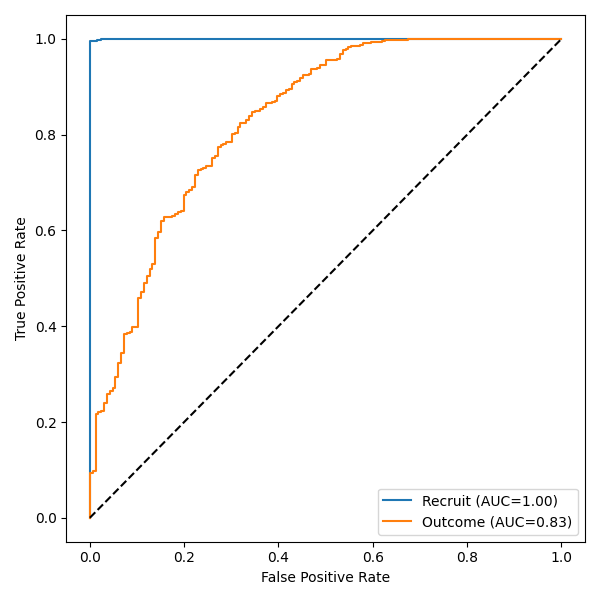 1.0
0.8
0.6
0.4
0.2
0.0
True Positive Rate
0.0 0.2 0.4 0.6 0.8 1.0
False Positive Rate
Recruit (AUC=1.00)
Outcome (AUC=0.83)